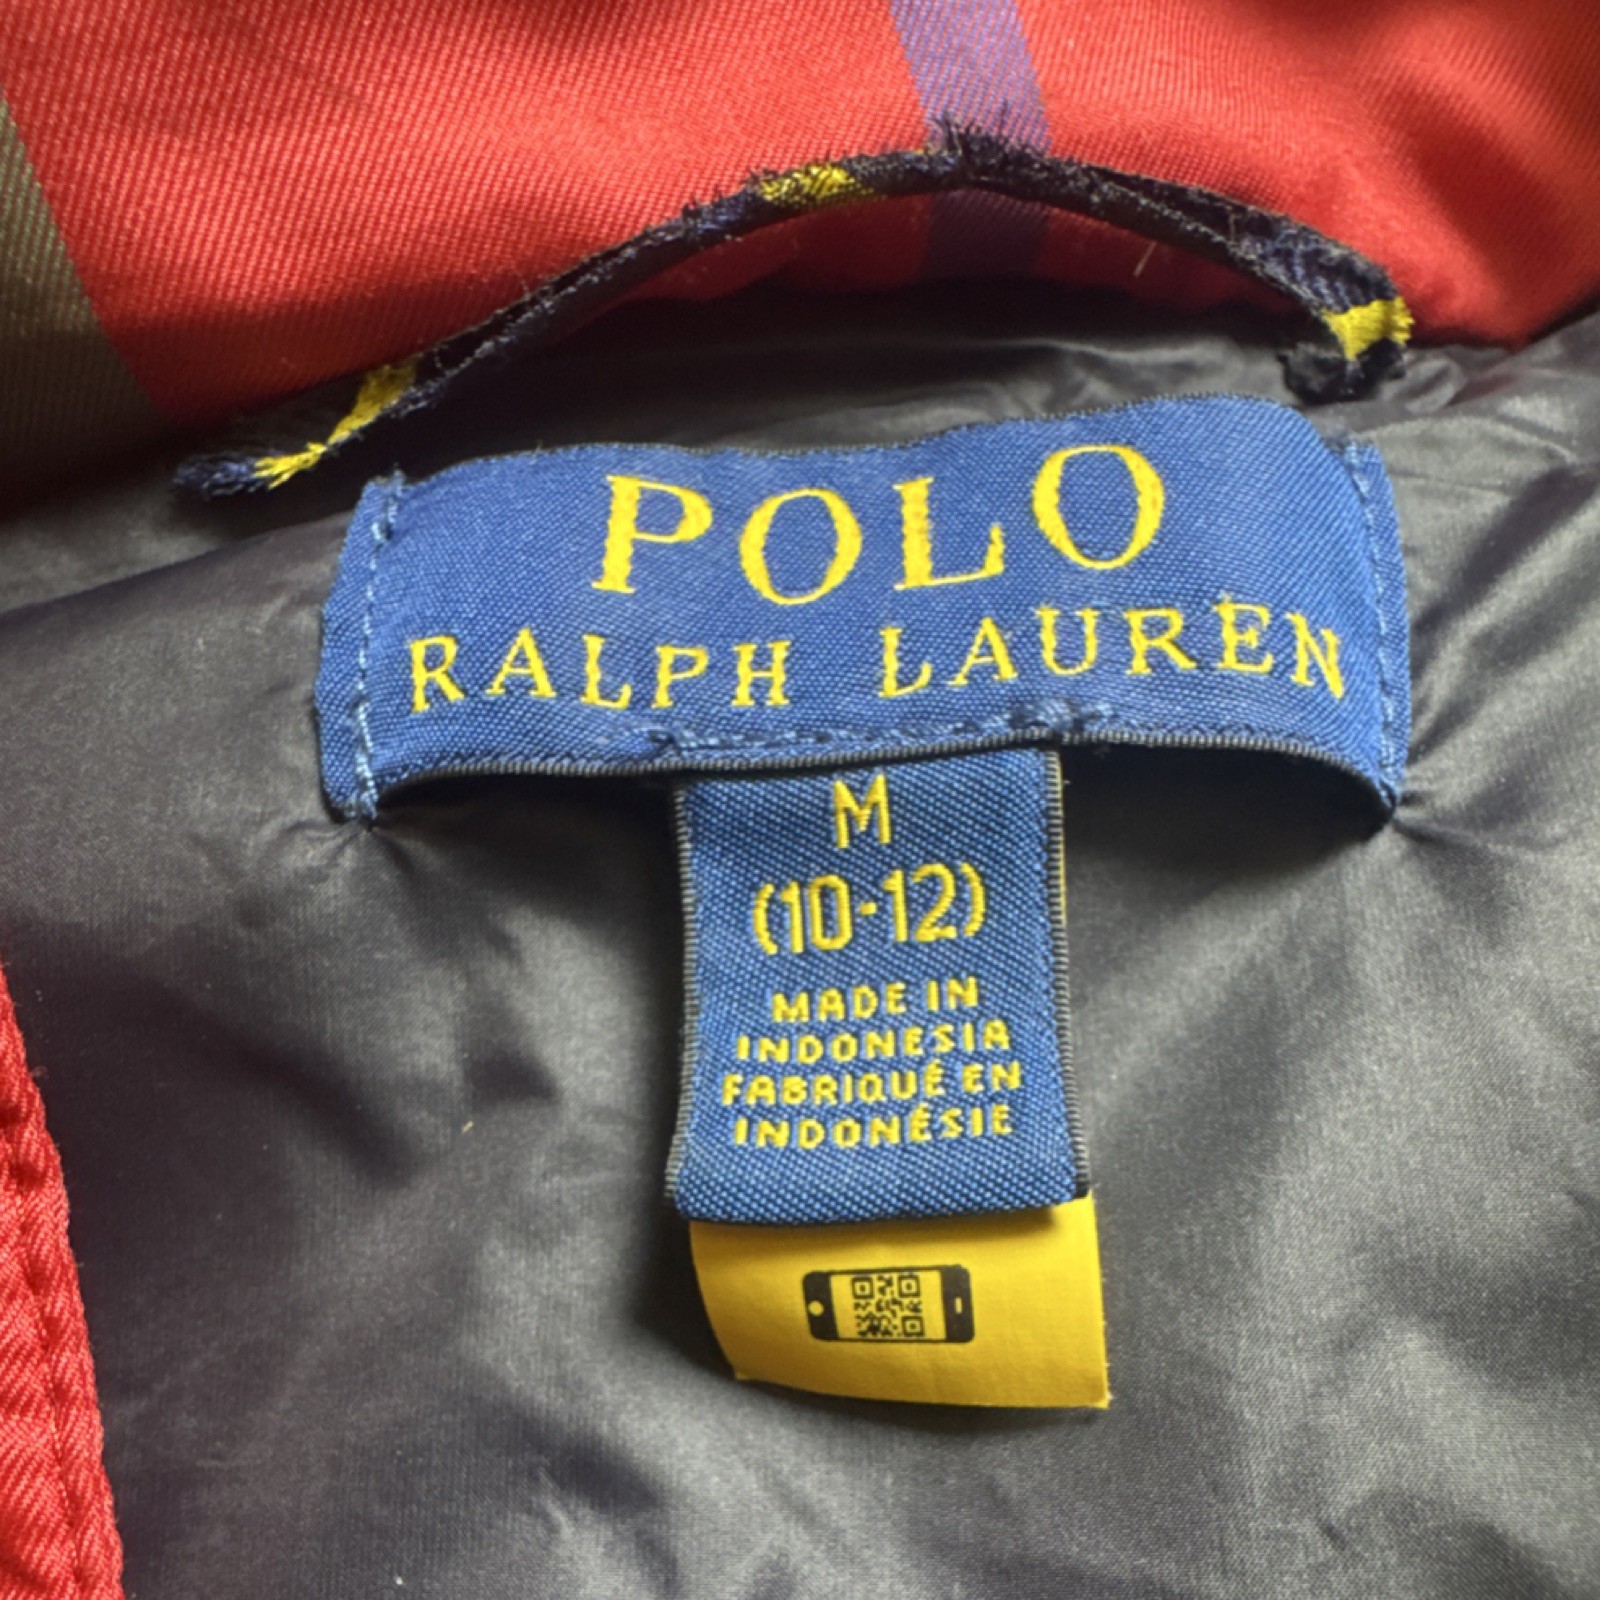 POLO
RALPH LAUREN
M
(10-12)
MADE IN
INDONESIA
FABRIQUÉ EN
INDONÉSIE